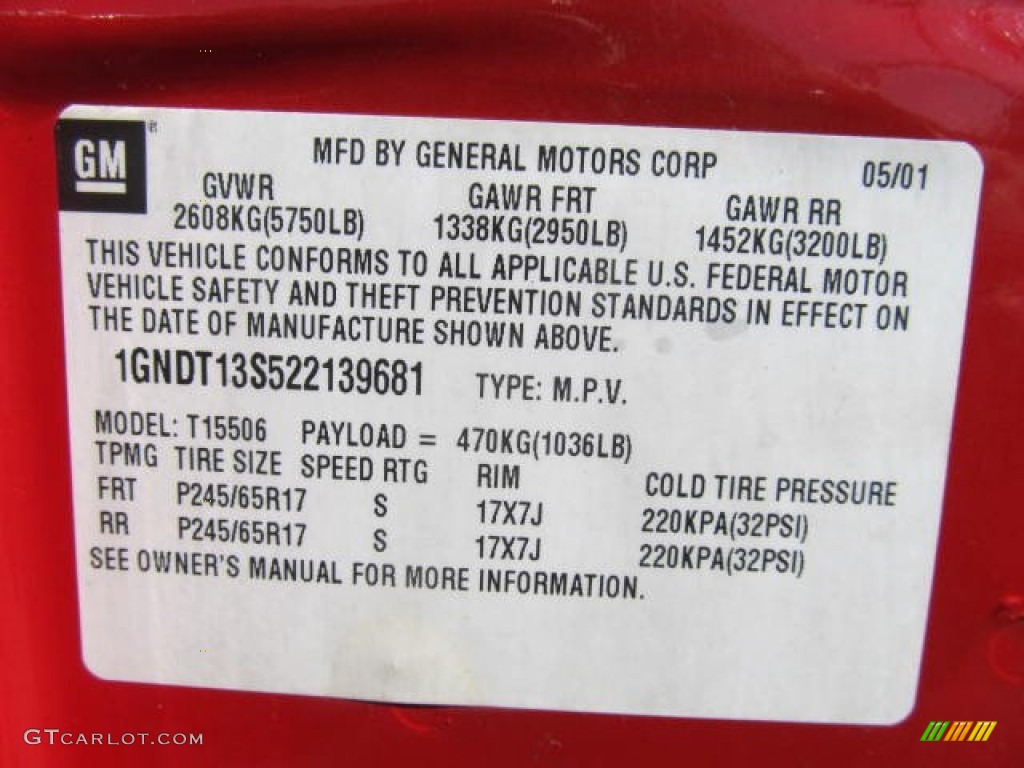 GM ®
MFD BY GENERAL MOTORS CORP 05/01
GVWR GAWR FRT GAWR RR
2608KG(5750LB) 1338KG(2950LB) 1452KG(3200LB)
THIS VEHICLE CONFORMS TO ALL APPLICABLE U.S. FEDERAL MOTOR
VEHICLE SAFETY AND THEFT PREVENTION STANDARDS IN EFFECT ON
THE DATE OF MANUFACTURE SHOWN ABOVE.
1GNDT13S522139681 TYPE: M.P.V.
MODEL: T15506 PAYLOAD = 470KG(1036LB)
TPMG TIRE SIZE SPEED RTG RIM COLD TIRE PRESSURE
FRT P245/65R17 S 17X7J 220KPA(32PSI)
RR P245/65R17 S 17X7J 220KPA(32PSI)
SEE OWNER'S MANUAL FOR MORE INFORMATION.
GTCARLOT.COM